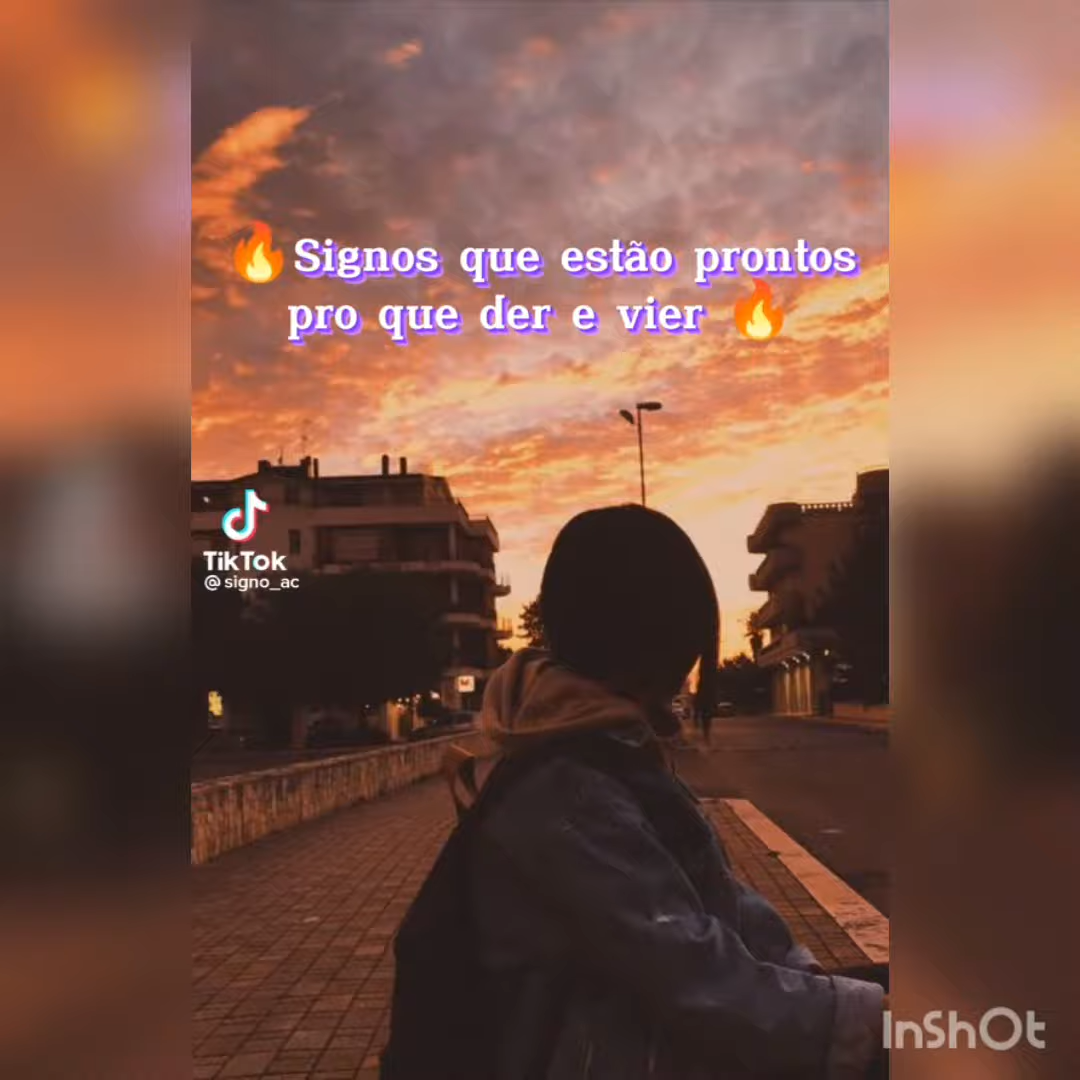 🔥Signos que estão prontos
pro que der e vier 🔥
TikTok
@signo_ac
InShOt